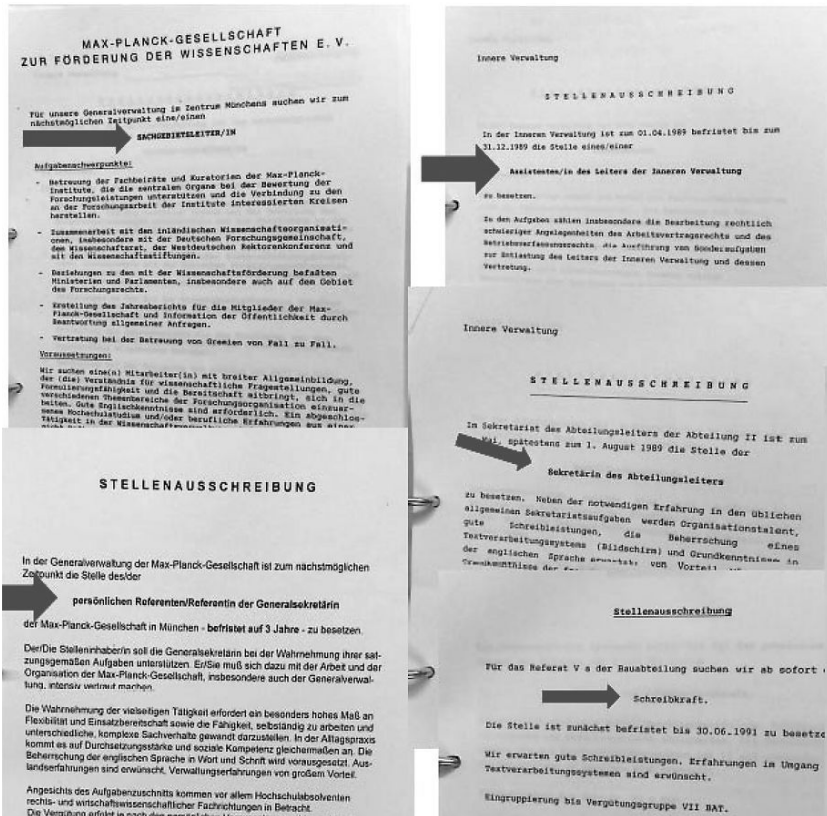 MAX-PLANCK-GESELLSCHAFT
ZUR FÖRDERUNG DER WISSENSCHAFTEN E. V.
Für unsere Generalverwaltung im Zentrum Münchens suchen wir zum
nächstmöglichen Zeitpunkt eine/einen
SACHGEBIETSLEITER/IN
Aufgabenschwerpunkte:
- Betreuung der Fachbeiräte und Kuratorien der Max-Planck-
Institute, die die zentralen Organe bei der Bewertung der
Forschungsleistungen unterstützen und die Verbindung zu den
an der Forschungsarbeit der Institute interessierten Kreisen
herstellen.
- Zusammenarbeit mit den inländischen Wissenschaftsorganisati-
onen, insbesondere mit der Deutschen Forschungsgemeinschaft,
dem Wissenschaftsrat, der Westdeutschen Rektorenkonferenz und
mit den Wissenschaftsstiftungen.
- Beziehungen zu den mit der Wissenschaftsförderung befaßten
Ministerien und Parlamenten, insbesondere auch auf dem Gebiet
des Forschungsrechts.
- Erstellung des Jahresberichts für die Mitglieder der Max-
Planck-Gesellschaft und Information der Öffentlichkeit durch
Beantwortung allgemeiner Anfragen.
- Vertretung bei der Betreuung von Gremien von Fall zu Fall.
Voraussetzungen:
Wir suchen eine(n) Mitarbeiter(in) mit breiter Allgemeinbildung,
der (die) Verständnis für wissenschaftliche Fragestellungen, gute
Formulierungsfähigkeit und die Bereitschaft mitbringt, sich in die
verschiedenen Themenbereiche der Forschungsorganisation einzuar-
beiten. Gute Englischkenntnisse sind erforderlich. Ein abgeschlos-
senes Hochschulstudium und/oder berufliche Erfahrungen aus einer
Tätigkeit in der
Innere Verwaltung
STELLENAUSSCHREIBUNG
In der Inneren Verwaltung ist zum 01.04.1989 befristet bis zum
31.12.1989 die Stelle eines/einer
Assistenten/in des Leiters der Inneren Verwaltung
zu besetzen.
Zu den Aufgaben zählen insbesondere die Bearbeitung rechtlich
schwieriger Angelegenheiten des Arbeitsvertragsrechts und des
Betriebsverfassungsrechts, die Ausführung von Sonderaufgaben
zur Entlastung des Leiters der Inneren Verwaltung und dessen
Vertretung.
Innere Verwaltung
STELLENAUSSCHREIBUNG
Im Sekretariat des Abteilungsleiters der Abteilung II ist zum
Mai, spätestens zum 1. August 1989 die Stelle der
Sekretärin des Abteilungsleiters
zu besetzen. Neben der notwendigen Erfahrung in den üblichen
allgemeinen Sekretariatsaufgaben werden Organisationstalent,
gute Schreibleistungen, die Beherrschung eines
Textverarbeitungssystems (Bildschirm) und Grundkenntnisse in
der englischen Sprache erwartet; von Vorteil
STELLENAUSSCHREIBUNG
In der Generalverwaltung der Max-Planck-Gesellschaft ist zum nächstmöglichen
Zeitpunkt die Stelle des/der
persönlichen Referenten/Referentin der Generalsekretärin
der Max-Planck-Gesellschaft in München - befristet auf 3 Jahre - zu besetzen.
Der/Die Stelleninhaber/in soll die Generalsekretärin bei der Wahrnehmung ihrer sat-
zungsgemäßen Aufgaben unterstützen. Er/Sie muß sich dazu mit der Arbeit und der
Organisation der Max-Planck-Gesellschaft, insbesondere auch der Generalverwal-
tung, intensiv vertraut machen.
Die Wahrnehmung der vielseitigen Tätigkeit erfordert ein besonders hohes Maß an
Flexibilität und Einsatzbereitschaft sowie die Fähigkeit, selbständig zu arbeiten und
unterschiedliche, komplexe Sachverhalte gewandt darzustellen. In der Alltagspraxis
kommt es auf Durchsetzungsstärke und soziale Kompetenz gleichermaßen an. Die
Beherrschung der englischen Sprache in Wort und Schrift wird vorausgesetzt. Aus-
landserfahrungen sind erwünscht, Verwaltungserfahrungen von großem Vorteil.
Angesichts des Aufgabenzuschnitts kommen vor allem Hochschulabsolventen
rechts- und wirtschaftswissenschaftlicher Fachrichtungen in Betracht.
Die Vergütung erfolgt je nach den persönlichen
Stellenausschreibung
Für das Referat V a der Bauabteilung suchen wir ab sofort
Schreibkraft.
Die Stelle ist zunächst befristet bis 30.06.1991 zu besetze
Wir erwarten gute Schreibleistungen. Erfahrungen im Umgang
Textverarbeitungssystemen sind erwünscht.
Eingruppierung bis Vergütungsgruppe VII BAT.